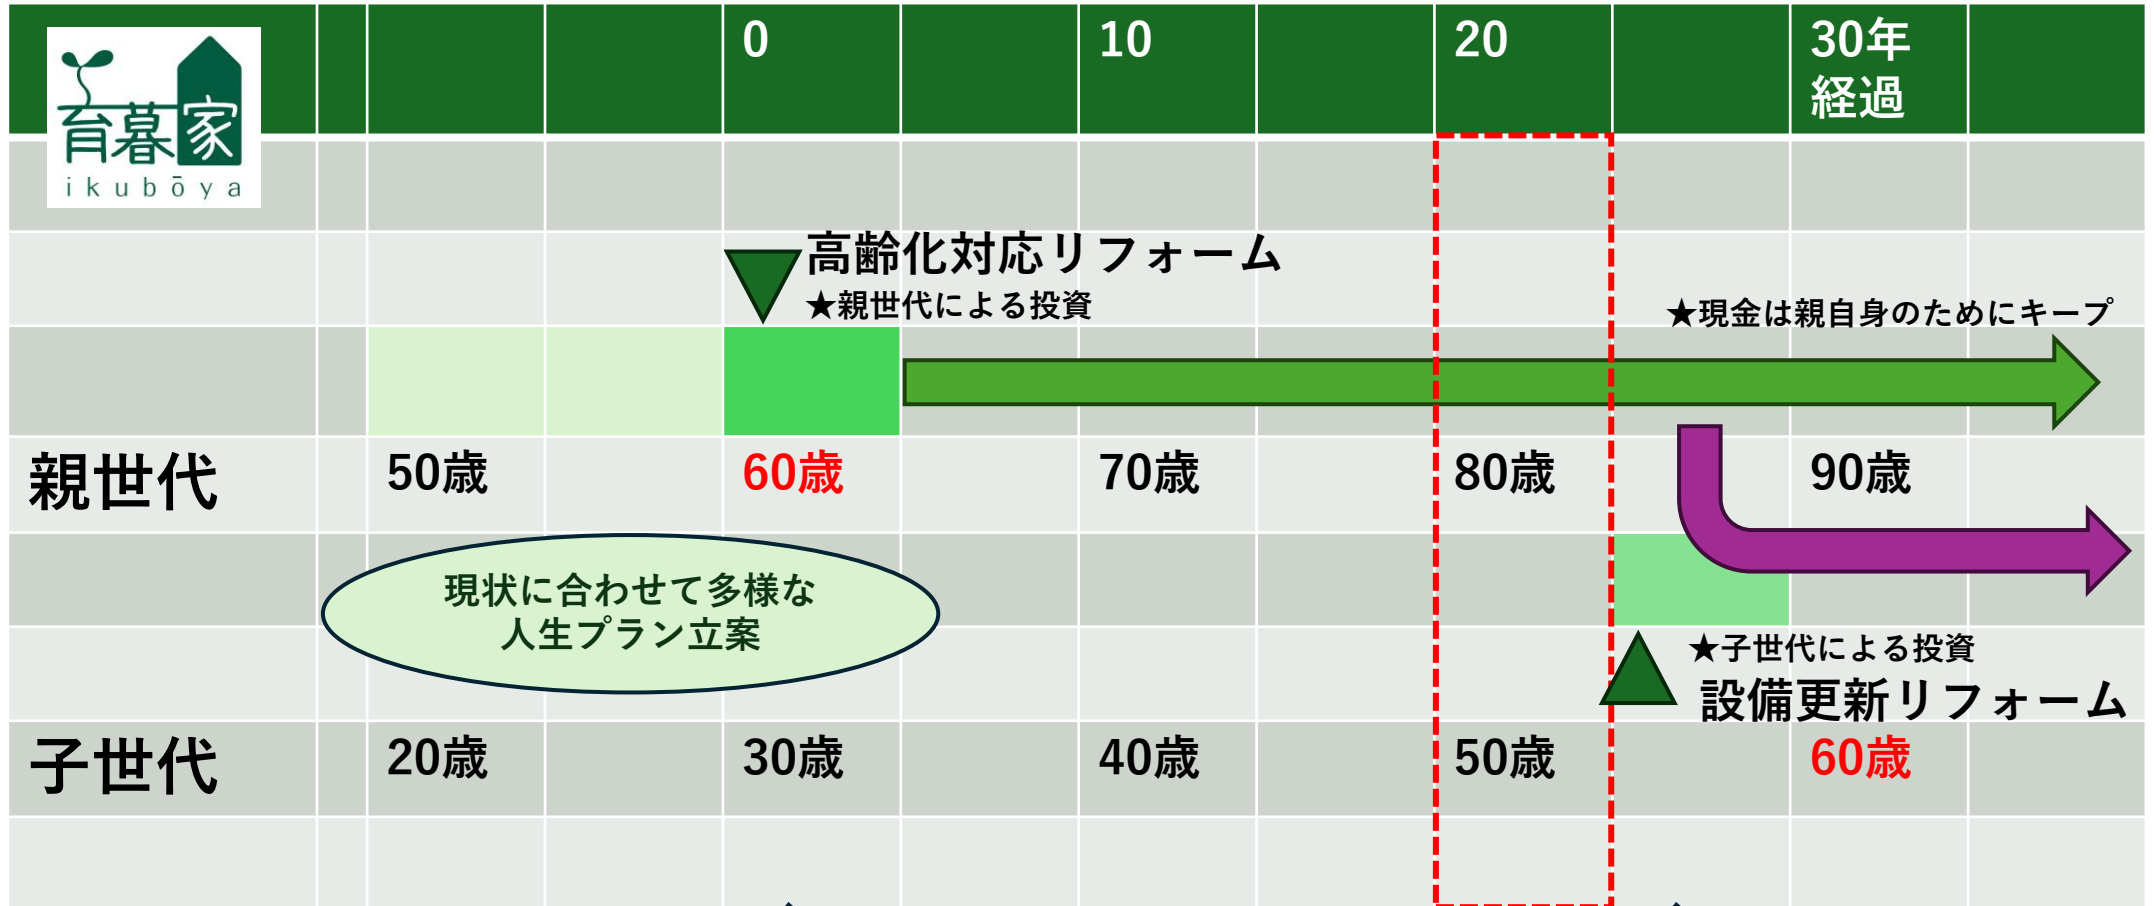 0 10 20 30年
経過
育暮家
ikubōya
高齢化対応リフォーム
★親世代による投資
★現金は親自身のためにキープ
親世代 50歳 60歳 70歳 80歳 90歳
現状に合わせて多様な
人生プラン立案
★子世代による投資
設備更新リフォーム
子世代 20歳 30歳 40歳 50歳 60歳